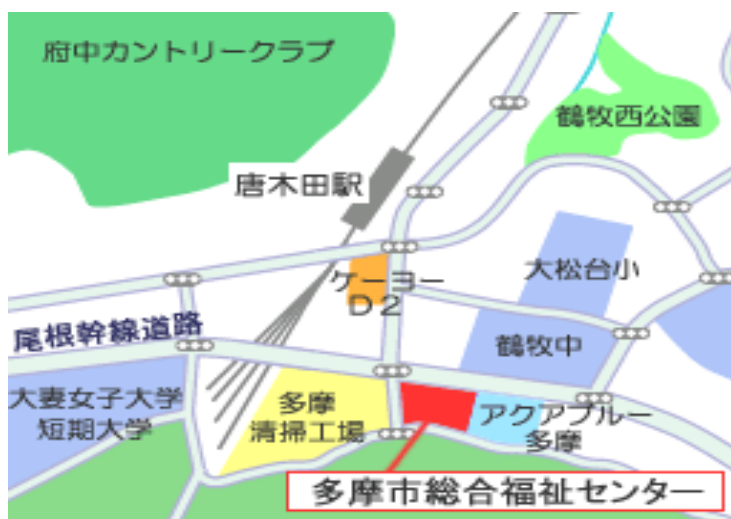 府中カントリークラブ
鶴牧西公園
唐木田駅
大松台小
ケーヨー
D2
尾根幹線道路
鶴牧中
大妻女子大学
短期大学
多摩
清掃工場
アクアブルー
多摩
多摩市総合福祉センター